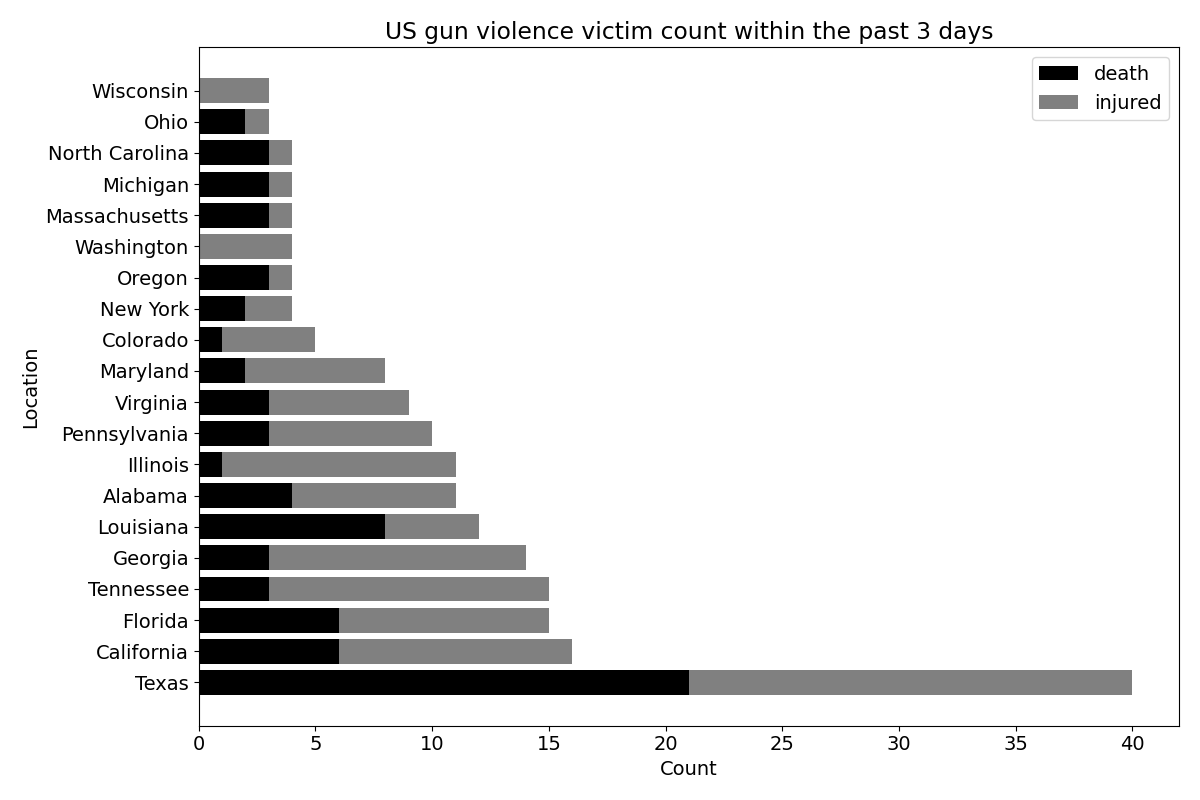 US gun violence victim count within the past 3 days
death
injured
Wisconsin
Ohio
North Carolina
Michigan
Massachusetts
Washington
Oregon
New York
Colorado
Maryland
Virginia
Pennsylvania
Illinois
Alabama
Louisiana
Georgia
Tennessee
Florida
California
Texas
Location
0 5 10 15 20 25 30 35 40
Count